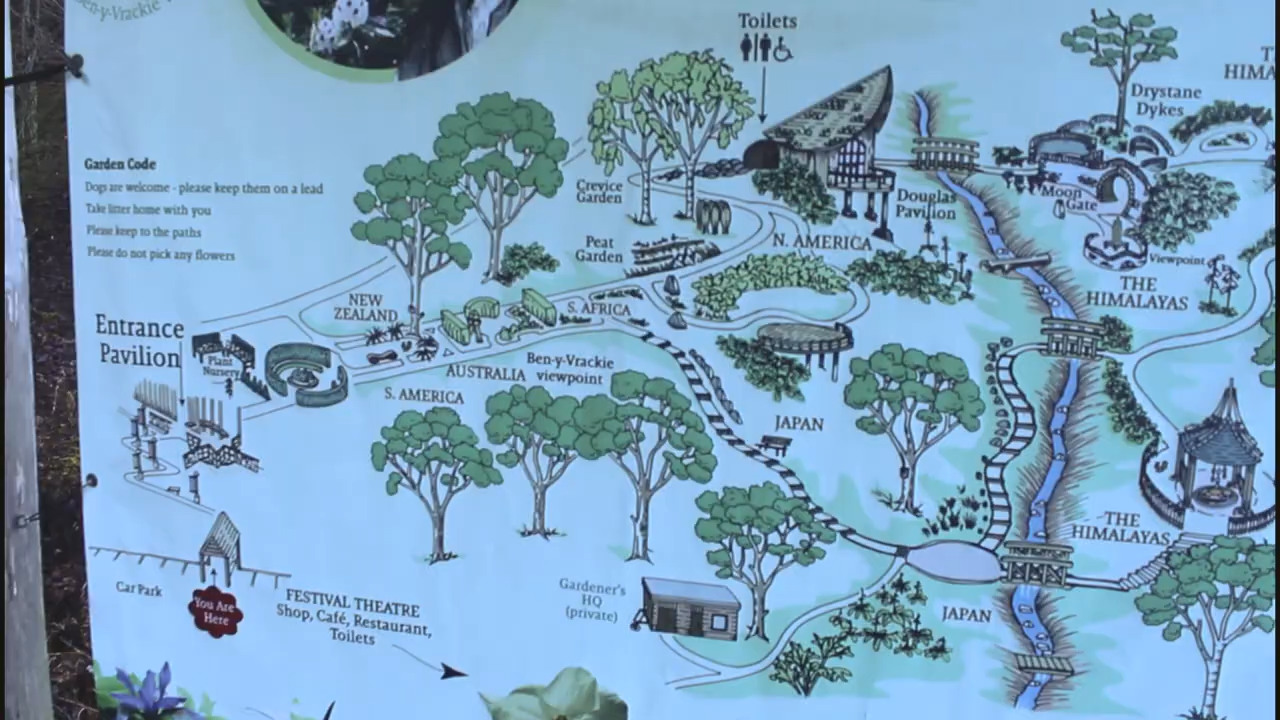 Ben-y-Vrackie
Toilets
Garden Code
Dogs are welcome - please keep them on a lead
Take litter home with you
Please keep to the paths
Please do not pick any flowers
Drystane
Dykes
Crevice
Garden
Peat
Garden
Douglas
Pavilion
Moon
Gate
N. AMERICA
Viewpoint
THE
HIMALAYAS
NEW
ZEALAND
S. AFRICA
Entrance
Pavilion
Plant
Nursery
Ben-y-Vrackie
viewpoint
AUSTRALIA
S. AMERICA
JAPAN
THE
HIMALAYAS
Car Park
You Are
Here
FESTIVAL THEATRE
Shop, Café, Restaurant,
Toilets
Gardener's
HQ
(private)
JAPAN